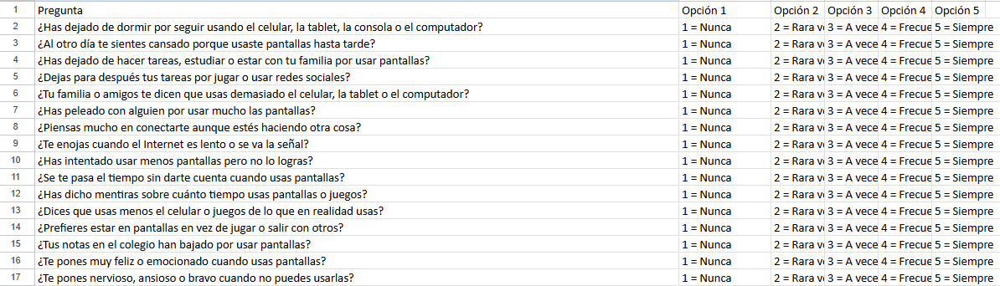 1 Pregunta Opción 1 Opción 2 Opción 3 Opción 4 Opción 5
2 ¿Has dejado de dormir por seguir usando el celular, la tablet, la consola o el computador? 1 = Nunca 2 = Rara v 3 = A vece 4 = Frecue 5 = Siempre
3 ¿Al otro día te sientes cansado porque usaste pantallas hasta tarde? 1 = Nunca 2 = Rara v 3 = A vece 4 = Frecue 5 = Siempre
4 ¿Has dejado de hacer tareas, estudiar o estar con tu familia por usar pantallas? 1 = Nunca 2 = Rara v 3 = A vece 4 = Frecue 5 = Siempre
5 ¿Dejas para después tus tareas por jugar o usar redes sociales? 1 = Nunca 2 = Rara v 3 = A vece 4 = Frecue 5 = Siempre
6 ¿Tu familia o amigos te dicen que usas demasiado el celular, la tablet o el computador? 1 = Nunca 2 = Rara v 3 = A vece 4 = Frecue 5 = Siempre
7 ¿Has peleado con alguien por usar mucho las pantallas? 1 = Nunca 2 = Rara v 3 = A vece 4 = Frecue 5 = Siempre
8 ¿Piensas mucho en conectarte aunque estés haciendo otra cosa? 1 = Nunca 2 = Rara v 3 = A vece 4 = Frecue 5 = Siempre
9 ¿Te enojas cuando el Internet es lento o se va la señal? 1 = Nunca 2 = Rara v 3 = A vece 4 = Frecue 5 = Siempre
10 ¿Has intentado usar menos pantallas pero no lo logras? 1 = Nunca 2 = Rara v 3 = A vece 4 = Frecue 5 = Siempre
11 ¿Se te pasa el tiempo sin darte cuenta cuando usas pantallas? 1 = Nunca 2 = Rara v 3 = A vece 4 = Frecue 5 = Siempre
12 ¿Has dicho mentiras sobre cuánto tiempo usas pantallas o juegos? 1 = Nunca 2 = Rara v 3 = A vece 4 = Frecue 5 = Siempre
13 ¿Dices que usas menos el celular o juegos de lo que en realidad usas? 1 = Nunca 2 = Rara v 3 = A vece 4 = Frecue 5 = Siempre
14 ¿Prefieres estar en pantallas en vez de jugar o salir con otros? 1 = Nunca 2 = Rara v 3 = A vece 4 = Frecue 5 = Siempre
15 ¿Tus notas en el colegio han bajado por usar pantallas? 1 = Nunca 2 = Rara v 3 = A vece 4 = Frecue 5 = Siempre
16 ¿Te pones muy feliz o emocionado cuando usas pantallas? 1 = Nunca 2 = Rara v 3 = A vece 4 = Frecue 5 = Siempre
17 ¿Te pones nervioso, ansioso o bravo cuando no puedes usarlas? 1 = Nunca 2 = Rara v 3 = A vece 4 = Frecue 5 = Siempre